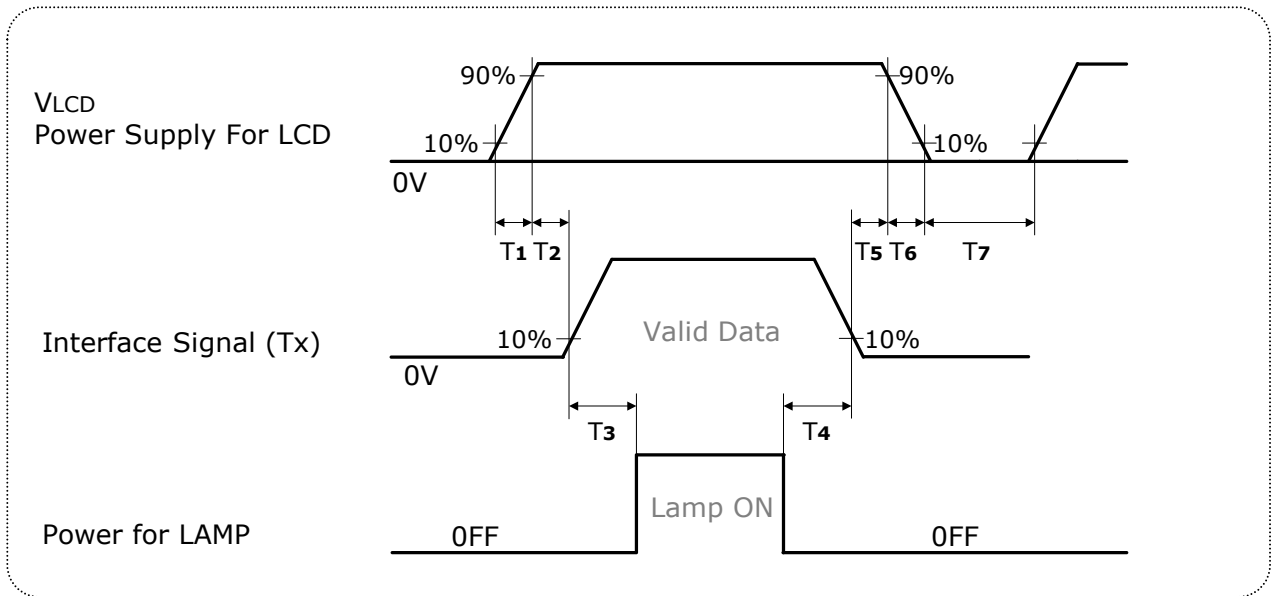 90%
90%
VLCD
Power Supply For LCD
10%
10%
0V
T1 T2
T5 T6
T7
Interface Signal (Tx)
10%
Valid Data
10%
0V
T3
T4
Lamp ON
Power for LAMP
0FF
0FF